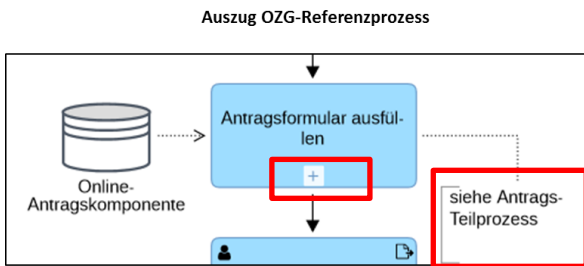 Auszug OZG-Referenzprozess
Antragsformular ausfül-
len
+
Online-
Antragskomponente
siehe Antrags-
Teilprozess